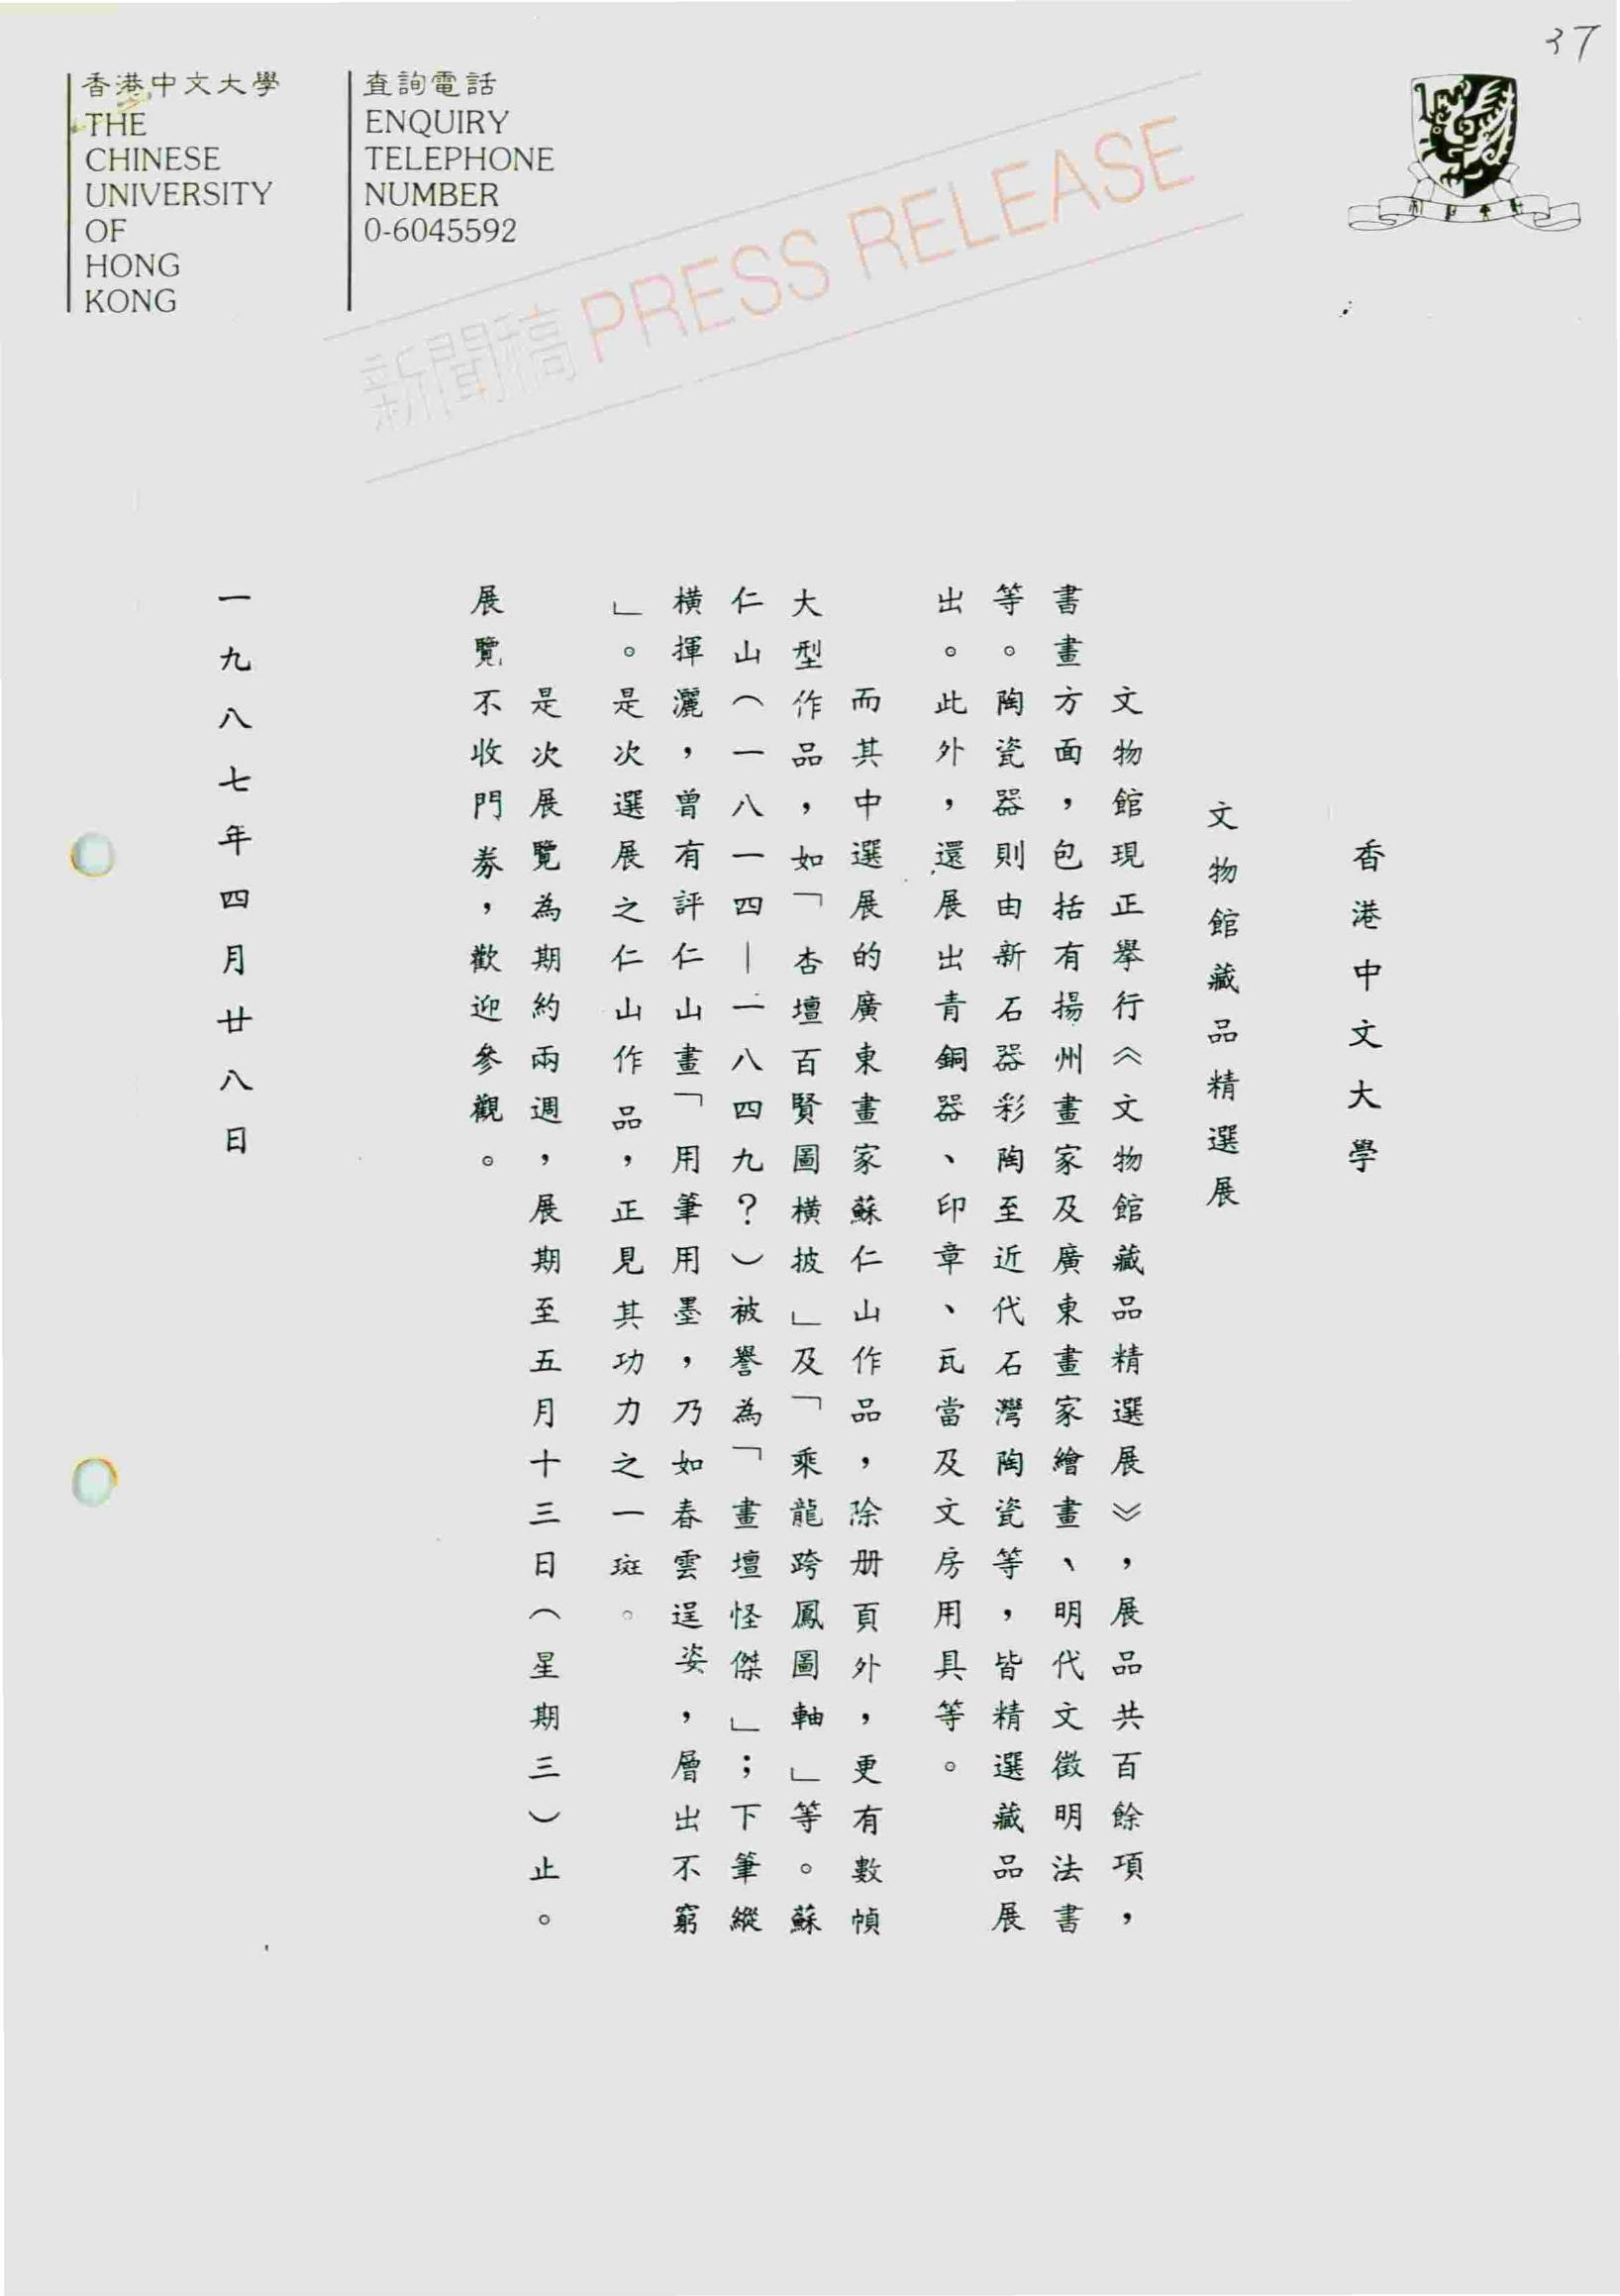 37
香港中文大學
THE
CHINESE
UNIVERSITY
OF
HONG
KONG
查詢電話
ENQUIRY
TELEPHONE
NUMBER
0-6045592
新聞稿 PRESS RELEASE
香港中文大學
文物館藏品精選展
文物館現正舉行《文物館藏品精選展》，展品共百餘項，
書畫方面，包括有揚州畫家及廣東畫家繪畫、明代文徵明法書
等。陶瓷器則由新石器彩陶至近代石灣陶瓷等，皆精選藏品展
出。此外，還展出青銅器、印章、瓦當及文房用具等。
而其中選展的廣東畫家蘇仁山作品，除册頁外，更有數幀
大型作品，如「杏壇百賢圖橫披」及「乘龍跨鳳圖軸」等。蘇
仁山（一八一四—一八四九？）被譽為「畫壇怪傑」；下筆縱
橫揮灑，曾有評仁山畫「用筆用墨，乃如春雲逞姿，層出不窮
」。是次選展之仁山作品，正見其功力之一斑。
是次展覽為期約兩週，展期至五月十三日（星期三）止。
展覽不收門券，歡迎參觀。
一九八七年四月廿八日